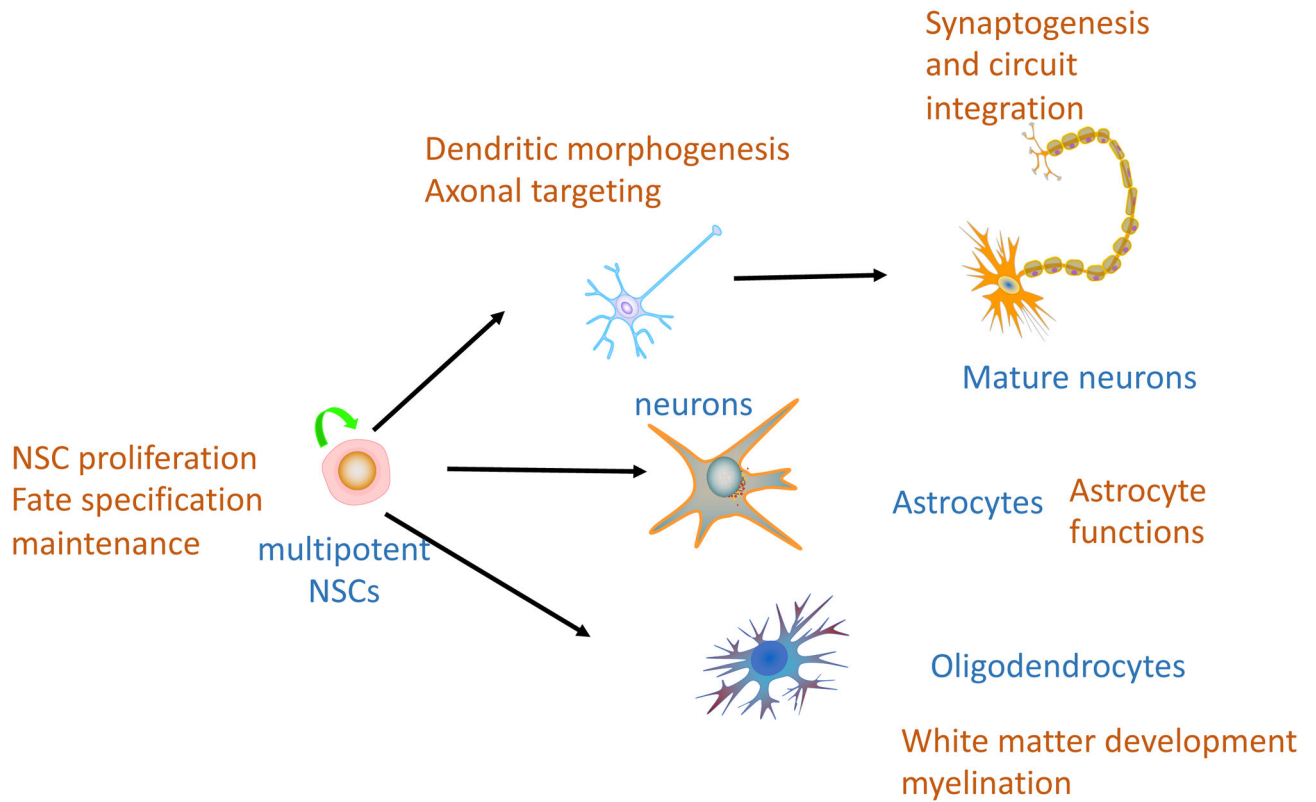 Synaptogenesis
and circuit
integration
Dendritic morphogenesis
Axonal targeting
Mature neurons
neurons
NSC proliferation
Fate specification
maintenance
multipotent
NSCs
Astrocytes
Astrocyte
functions
Oligodendrocytes
White matter development
myelination